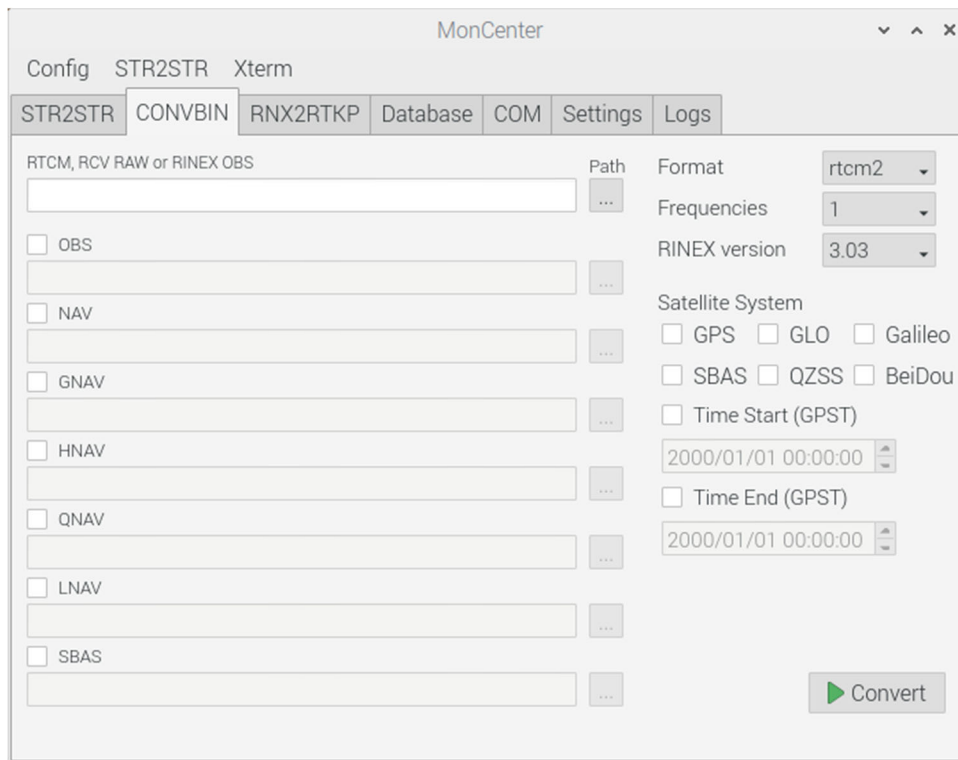 MonCenter
Config STR2STR Xterm
STR2STR CONVBIN RNX2RTKP Database COM Settings Logs
RTCM, RCV RAW or RINEX OBS Path
...
OBS
...
NAV
...
GNAV
...
HNAV
...
QNAV
...
LNAV
...
SBAS
...
Format rtcm2
Frequencies 1
RINEX version 3.03
Satellite System
GPS GLO Galileo
SBAS QZSS BeiDou
Time Start (GPST)
2000/01/01 00:00:00
Time End (GPST)
2000/01/01 00:00:00
Convert